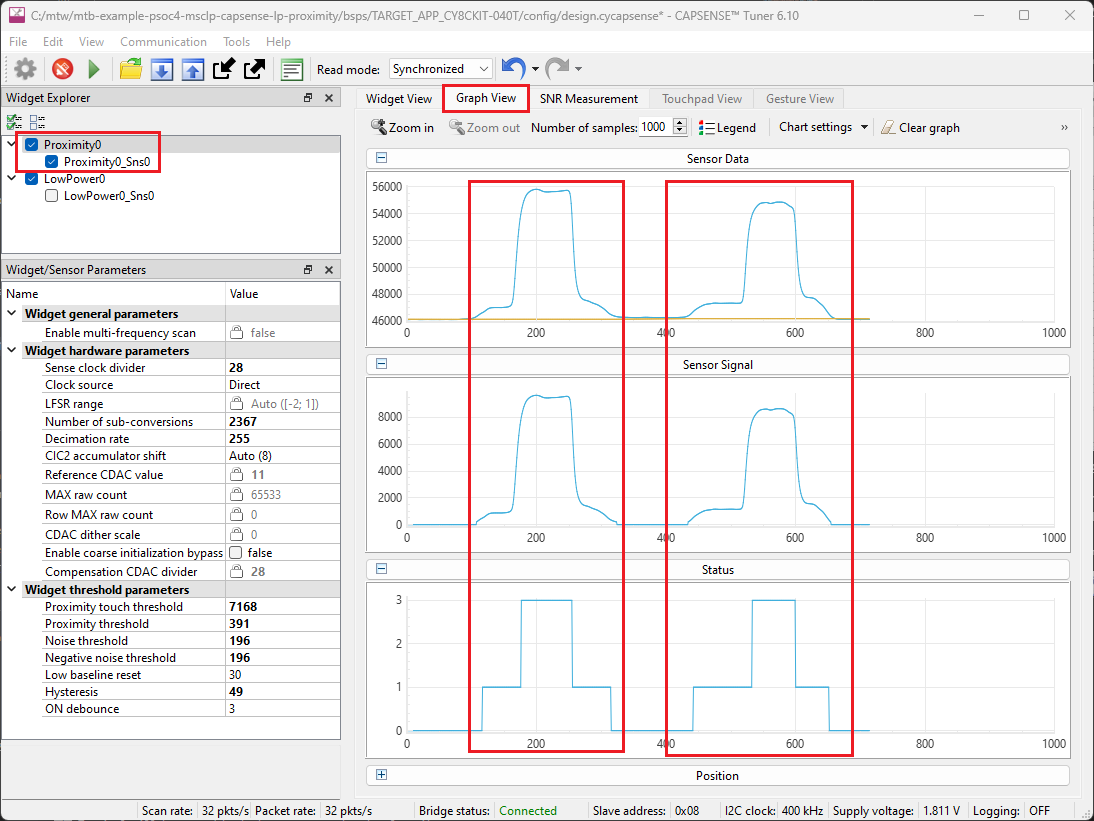 C:/mtw/mtb-example-psoc4-msclp-capsense-lp-proximity/bsps/TARGET_APP_CY8CKIT-040T/config/design.cycapsense* - CAPSENSE™ Tuner 6.10
File Edit View Communication Tools Help
Read mode: Synchronized
Widget Explorer
Proximity0
Proximity0_Sns0
LowPower0
LowPower0_Sns0
Widget/Sensor Parameters
Name Value
Widget general parameters
Enable multi-frequency scan false
Widget hardware parameters
Sense clock divider 28
Clock source Direct
LFSR range Auto ([-2; 1])
Number of sub-conversions 2367
Decimation rate 255
CIC2 accumulator shift Auto (8)
Reference CDAC value 11
MAX raw count 65533
Row MAX raw count 0
CDAC dither scale 0
Enable coarse initialization bypass false
Compensation CDAC divider 28
Widget threshold parameters
Proximity touch threshold 7168
Proximity threshold 391
Noise threshold 196
Negative noise threshold 196
Low baseline reset 30
Hysteresis 49
ON debounce 3
Widget View Graph View SNR Measurement Touchpad View Gesture View
Zoom in Zoom out Number of samples: 1000 Legend Chart settings Clear graph »
Sensor Data
56000
54000
52000
50000
48000
46000
0 200 400 600 800 1000
Sensor Signal
8000
6000
4000
2000
0
0 200 400 600 800 1000
Status
3
2
1
0
0 200 400 600 800 1000
Position
Scan rate: 32 pkts/s Packet rate: 32 pkts/s Bridge status: Connected Slave address: 0x08 I2C clock: 400 kHz Supply voltage: 1.811 V Logging: OFF